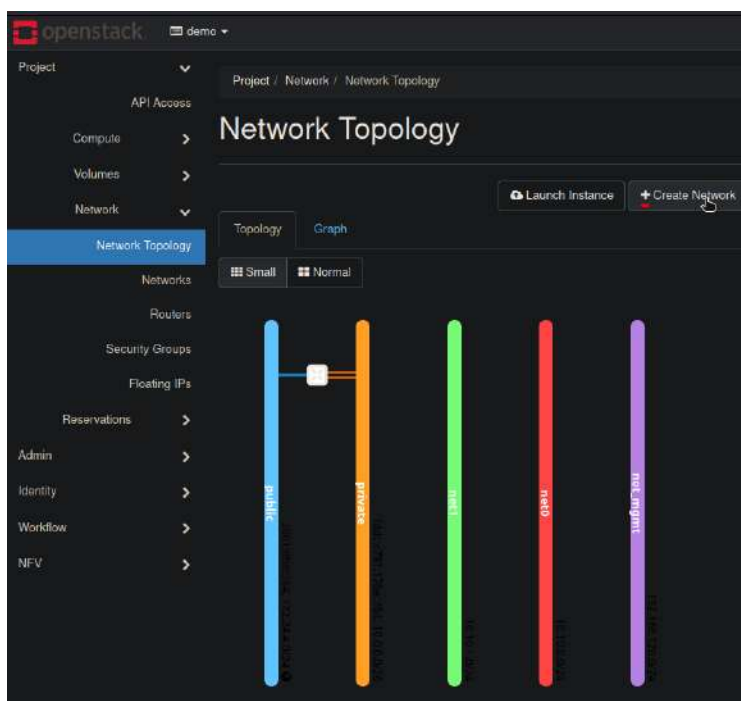 openstack. demo
Project
API Access
Compute
Volumes
Network
Network Topology
Networks
Routers
Security Groups
Floating IPs
Reservations
Admin
Identity
Workflow
NFV
Project / Network / Network Topology
Network Topology
Launch Instance
+ Create Network
Topology
Graph
Small
Normal
public
private
net1
net0
net_mgmt